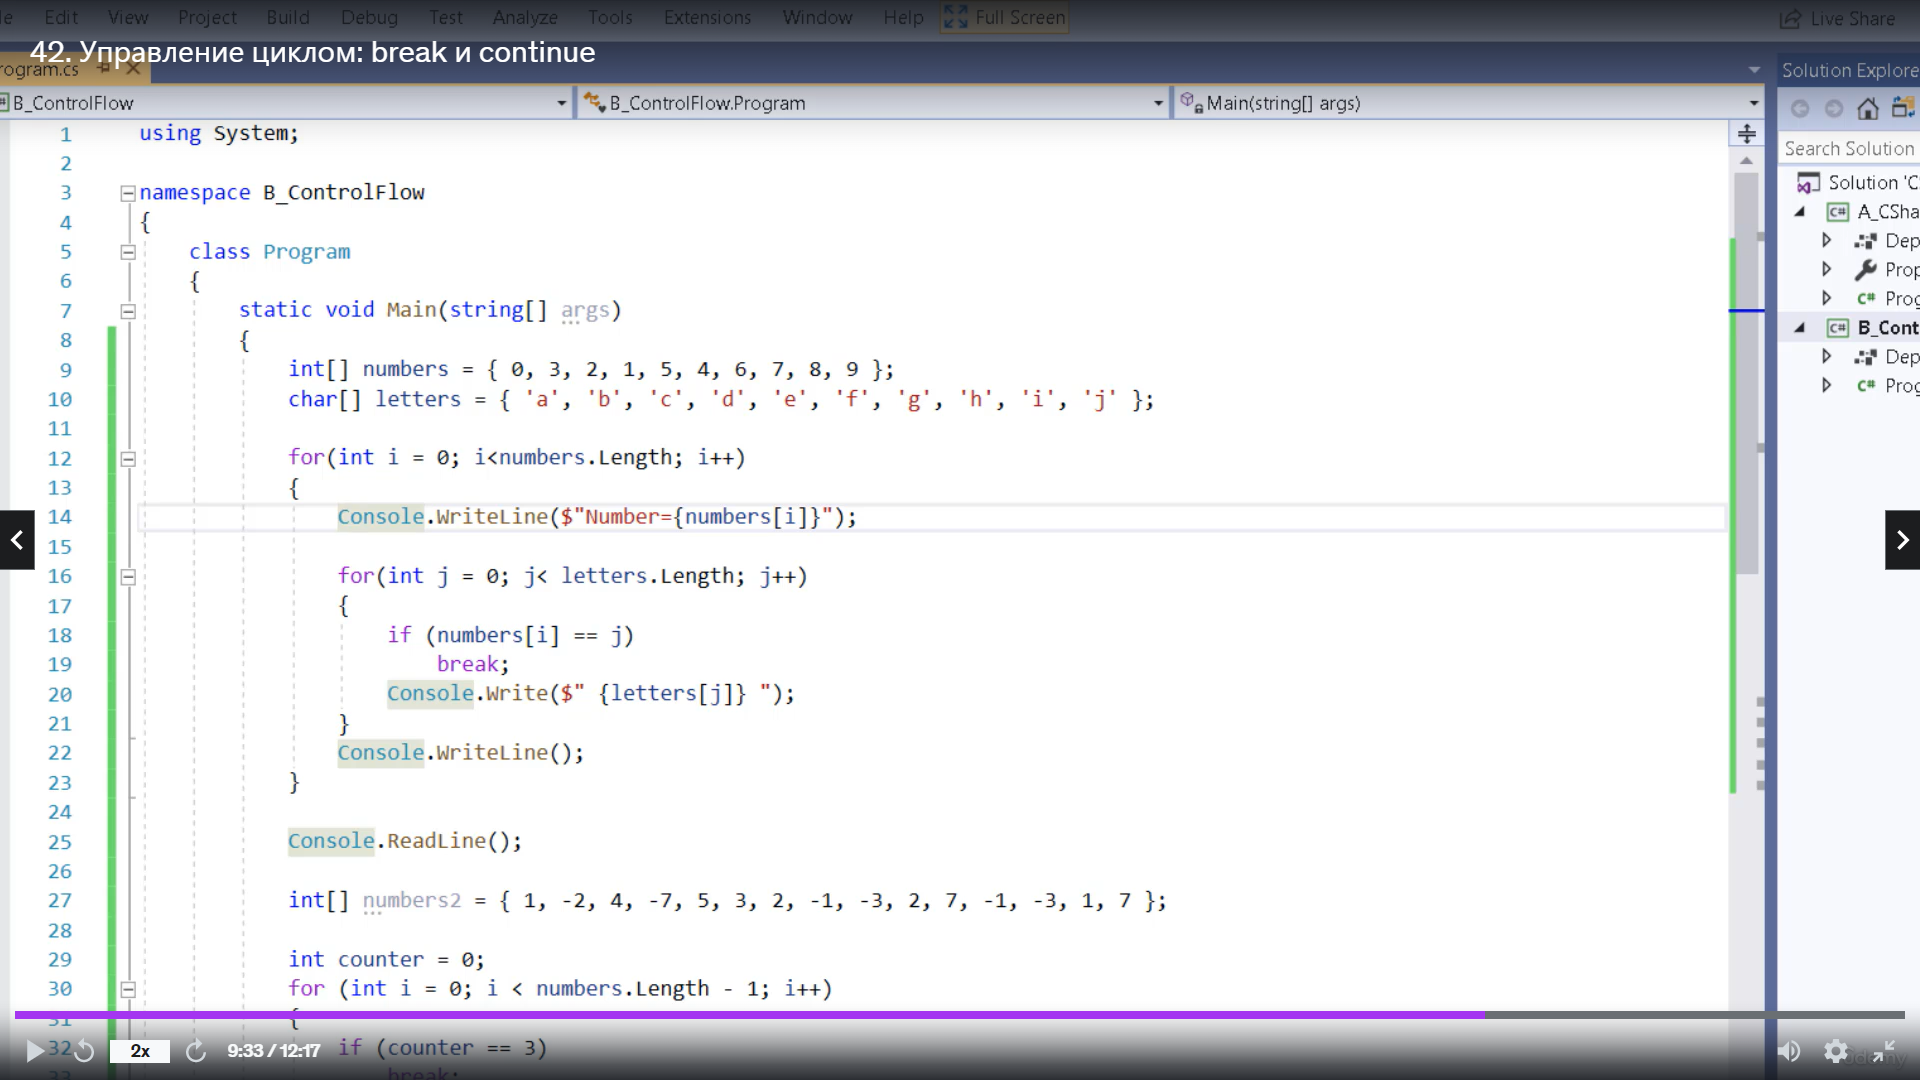 Edit View Project Build Debug Test Analyze Tools Extensions Window Help Full Screen Live Share
42. Управление циклом: break и continue
rogram.cs
Solution Explore
B_ControlFlow B_ControlFlow.Program Main(string[] args)
Search Solution
1 using System;
2
3 namespace B_ControlFlow
4 {
5 class Program
6 {
7 static void Main(string[] args)
8 {
9 int[] numbers = { 0, 3, 2, 1, 5, 4, 6, 7, 8, 9 };
10 char[] letters = { 'a', 'b', 'c', 'd', 'e', 'f', 'g', 'h', 'i', 'j' };
11
12 for(int i = 0; i<numbers.Length; i++)
13 {
14 Console.WriteLine($"Number={numbers[i]}");
15
16 for(int j = 0; j< letters.Length; j++)
17 {
18 if (numbers[i] == j)
19 break;
20 Console.Write($" {letters[j]} ");
21 }
22 Console.WriteLine();
23 }
24
25 Console.ReadLine();
26
27 int[] numbers2 = { 1, -2, 4, -7, 5, 3, 2, -1, -3, 2, 7, -1, -3, 1, 7 };
28
29 int counter = 0;
30 for (int i = 0; i < numbers.Length - 1; i++)
31 {
32 if (counter == 3)
33 break;
Solution 'C
C# A_CSha
Dep
Prop
C# Prog
C# B_Cont
Dep
C# Prog
2x 9:33 / 12:17